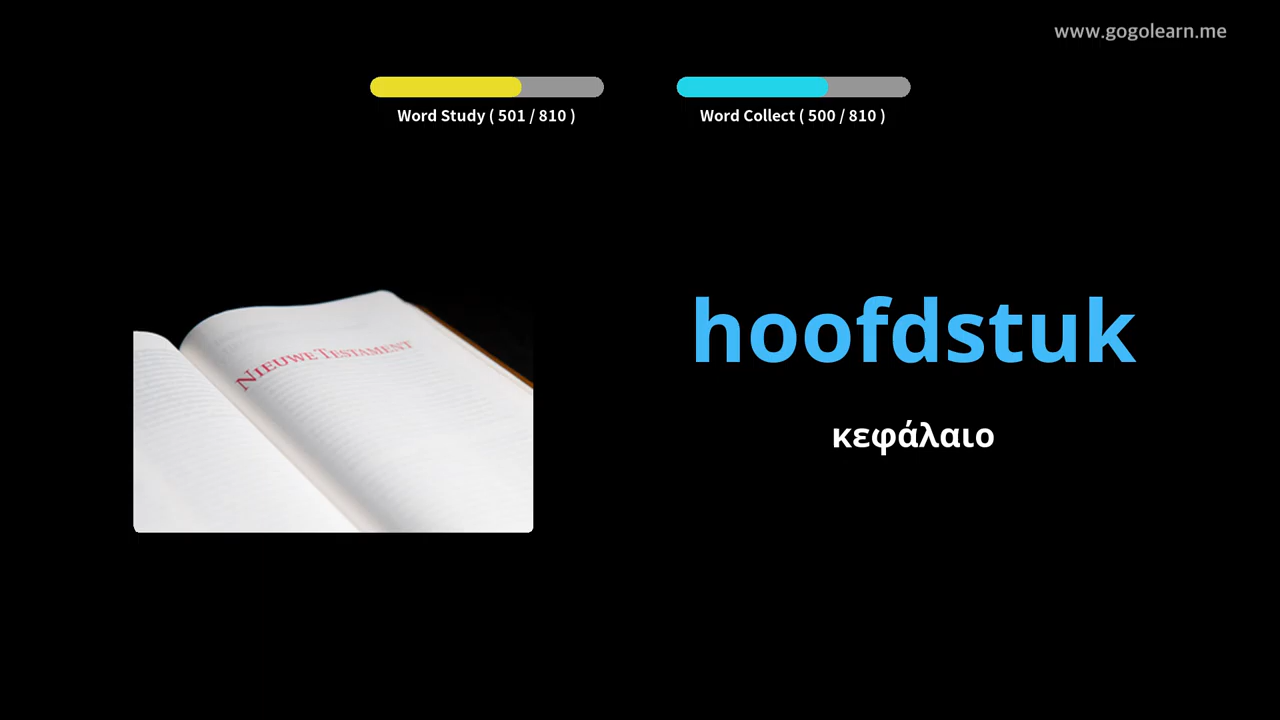 www.gogolearn.me
Word Study ( 501 / 810 )
Word Collect ( 500 / 810 )
NIEUWE TESTAMENT
hoofdstuk
κεφάλαιο